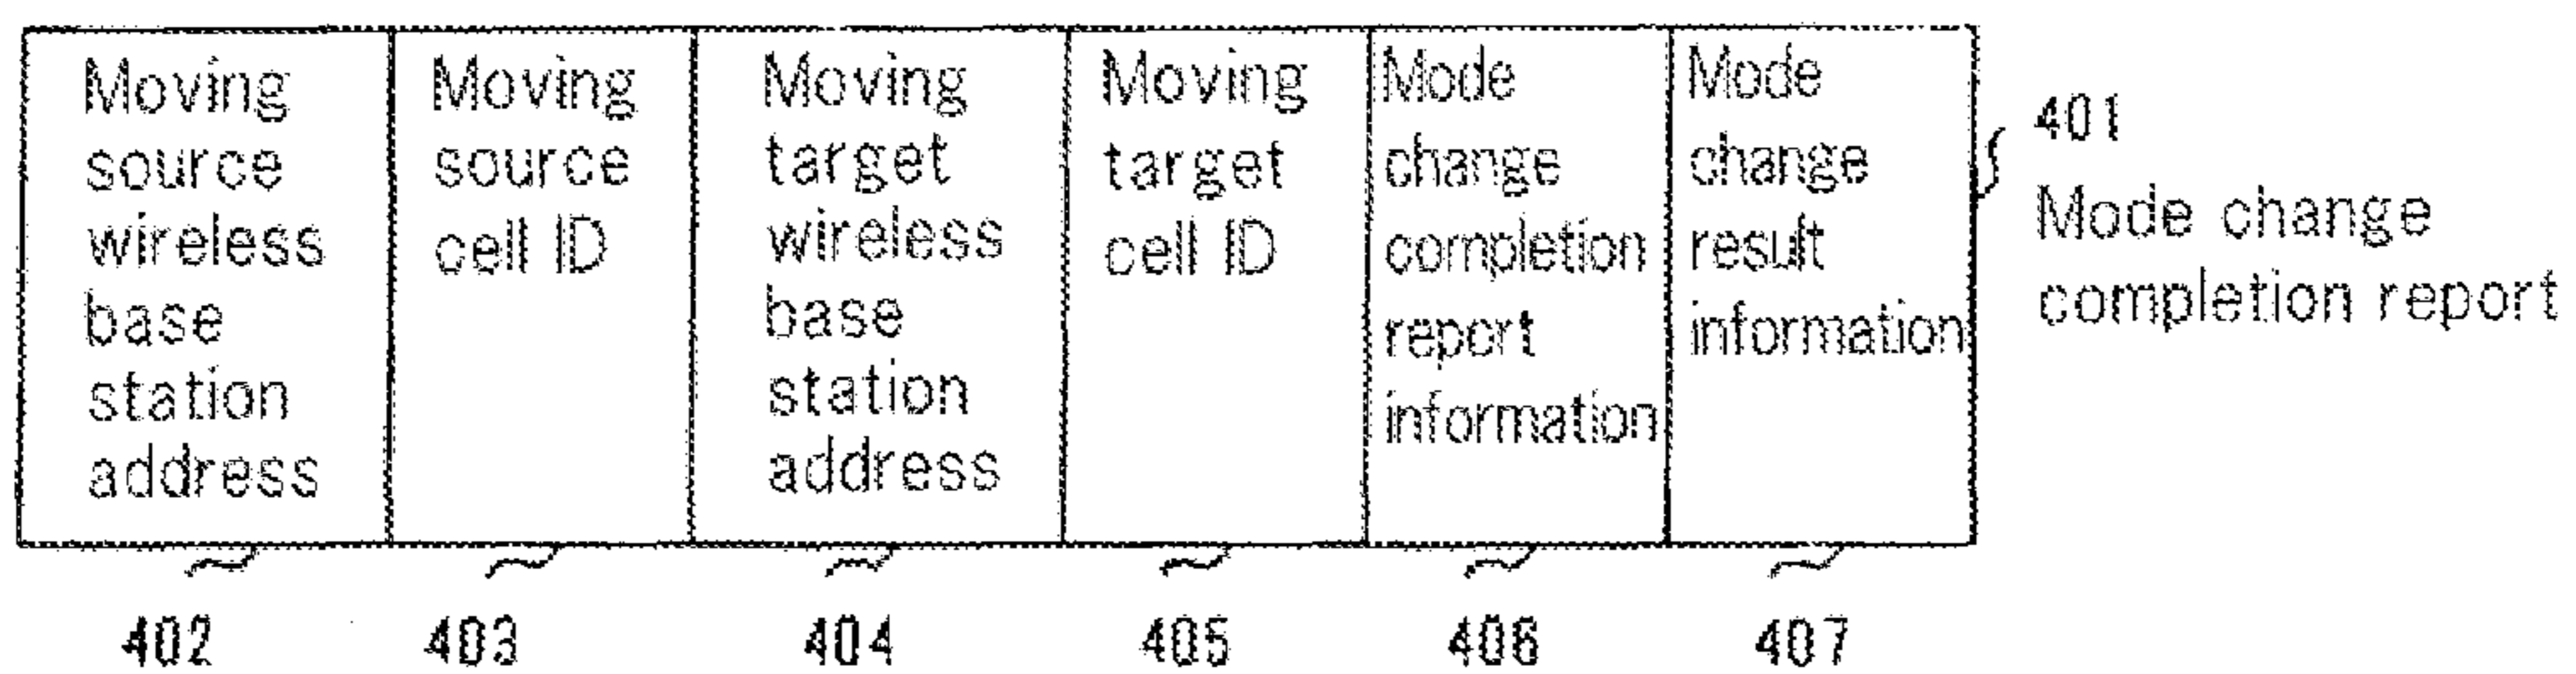 Moving
source
wireless
base
station
address
Moving
source
cell ID
Moving
target
wireless
base
station
address
Moving
target
cell ID
Mode
change
completion
report
information
Mode
change
result
information
401
Mode change
completion report
402
403
404
405
406
407